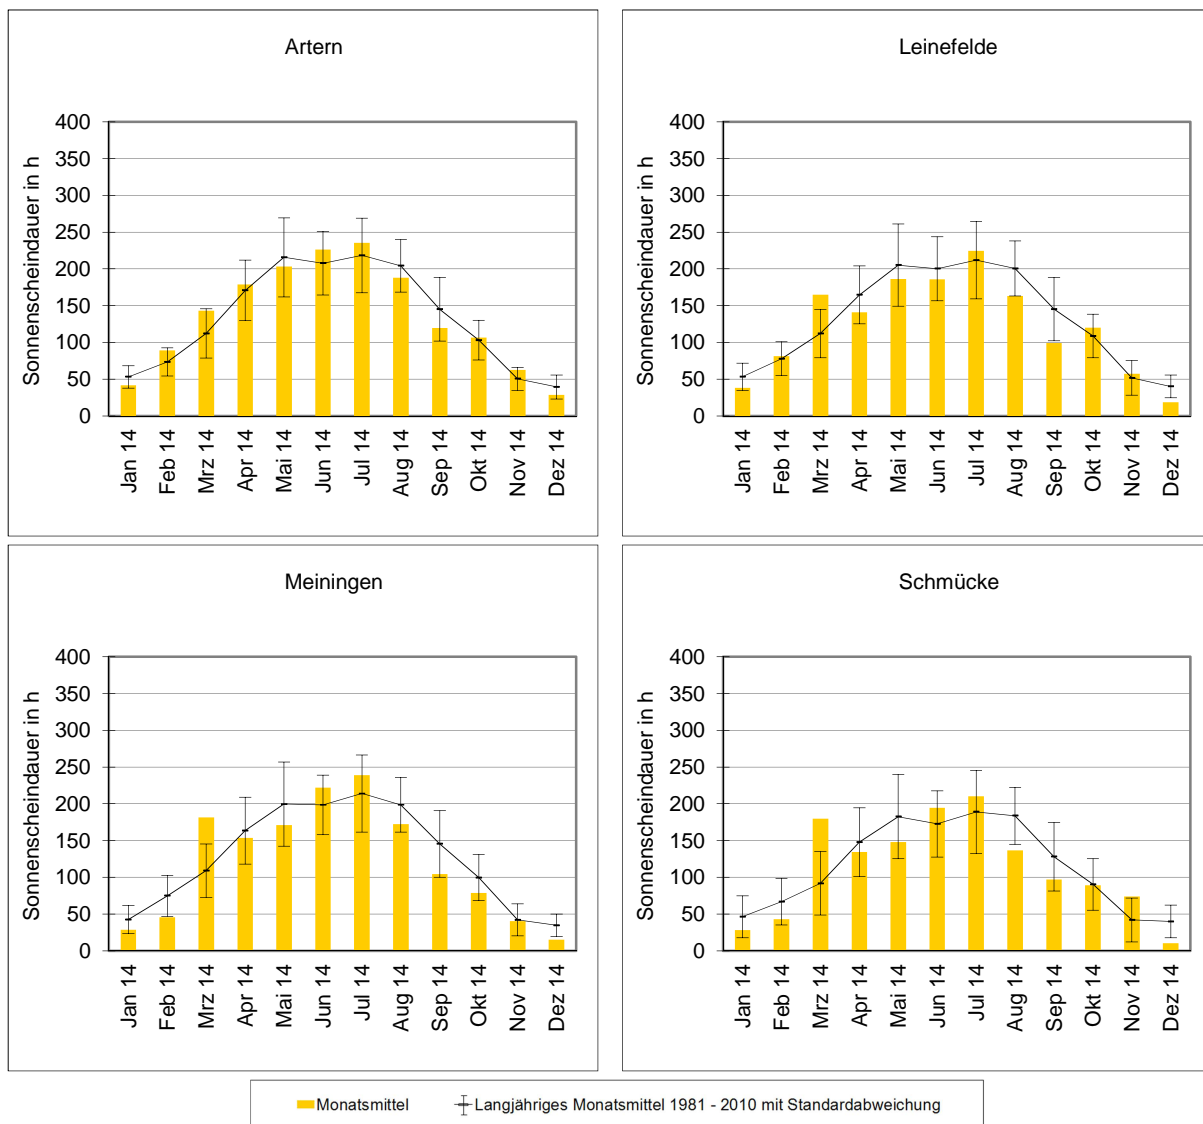 Artern
Sonnenscheindauer in h
400
350
300
250
200
150
100
50
0
Jan 14
Feb 14
Mrz 14
Apr 14
Mai 14
Jun 14
Jul 14
Aug 14
Sep 14
Okt 14
Nov 14
Dez 14
Leinefelde
Sonnenscheindauer in h
400
350
300
250
200
150
100
50
0
Jan 14
Feb 14
Mrz 14
Apr 14
Mai 14
Jun 14
Jul 14
Aug 14
Sep 14
Okt 14
Nov 14
Dez 14
Meiningen
Sonnenscheindauer in h
400
350
300
250
200
150
100
50
0
Jan 14
Feb 14
Mrz 14
Apr 14
Mai 14
Jun 14
Jul 14
Aug 14
Sep 14
Okt 14
Nov 14
Dez 14
Schmücke
Sonnenscheindauer in h
400
350
300
250
200
150
100
50
0
Jan 14
Feb 14
Mrz 14
Apr 14
Mai 14
Jun 14
Jul 14
Aug 14
Sep 14
Okt 14
Nov 14
Dez 14
Monatsmittel
Langjähriges Monatsmittel 1981 - 2010 mit Standardabweichung